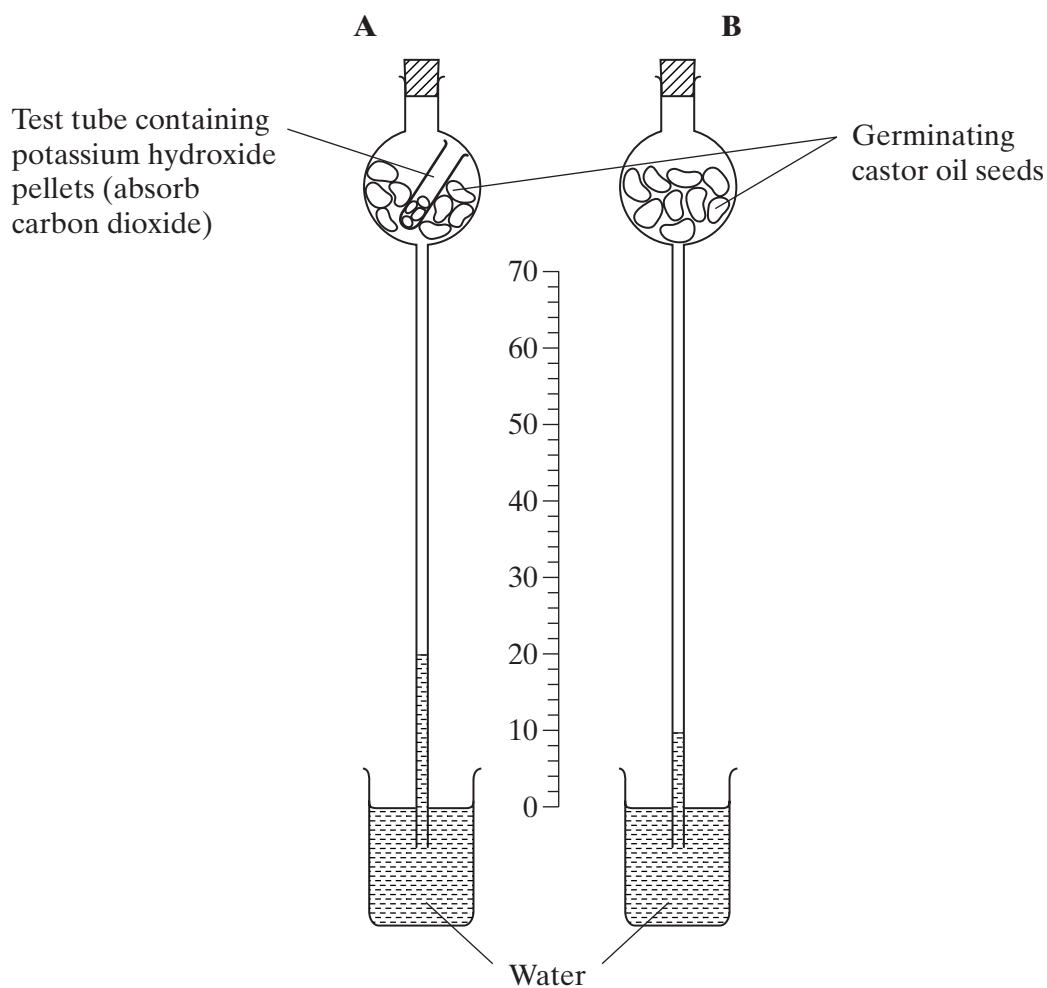 A
B
Test tube containing
potassium hydroxide
pellets (absorb
carbon dioxide)
Germinating
castor oil seeds
70
60
50
40
30
20
10
0
Water